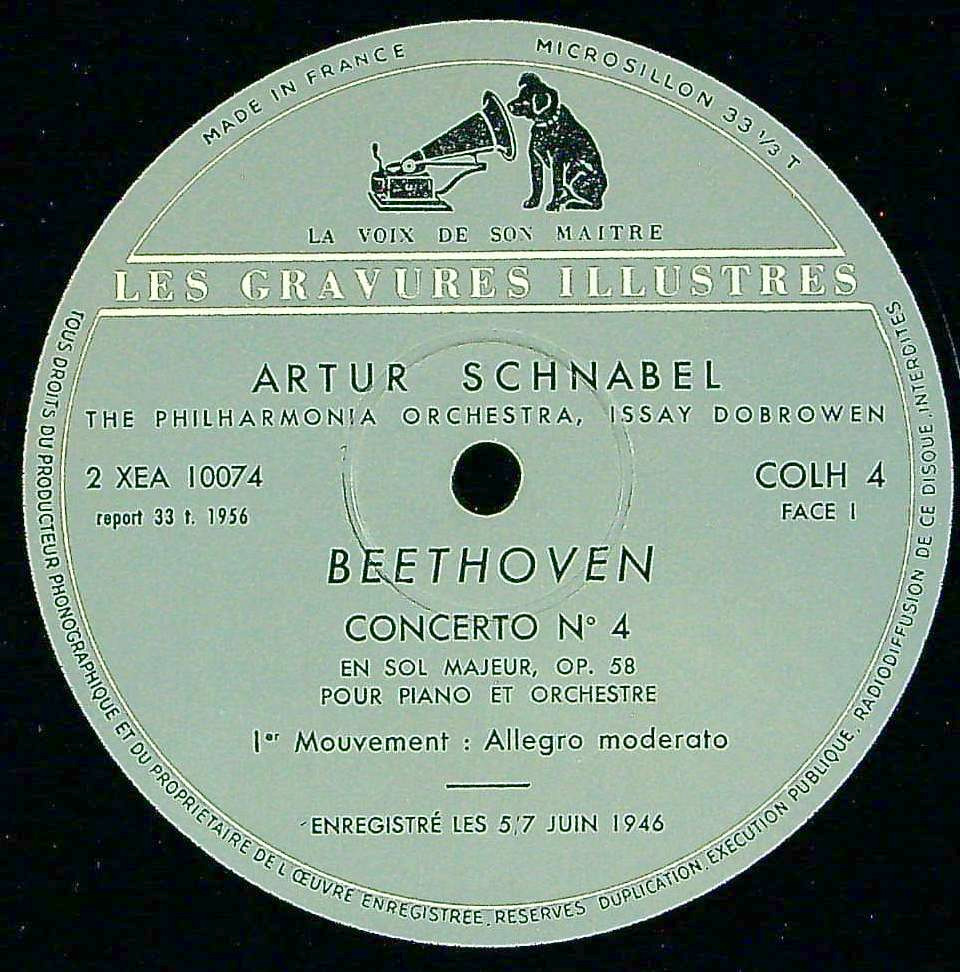 MADE IN FRANCE
MICROSILLON 33 1/3 T
LA VOIX DE SON MAITRE
LES GRAVURES ILLUSTRES
ARTUR SCHNABEL
THE PHILHARMONIA ORCHESTRA, ISSAY DOBROWEN
2 XEA 10074
report 33 t. 1956
COLH 4
FACE I
BEETHOVEN
CONCERTO N° 4
EN SOL MAJEUR, OP. 58
POUR PIANO ET ORCHESTRE
Ier Mouvement : Allegro moderato
ENREGISTRÉ LES 5/7 JUIN 1946
TOUS DROITS DU PRODUCTEUR PHONOGRAPHIQUE ET DU PROPRIETAIRE DE L'ŒUVRE ENREGISTREE, RESERVES DUPLICATION, EXECUTION PUBLIQUE, RADIODIFFUSION DE CE DISQUE, INTERDITES